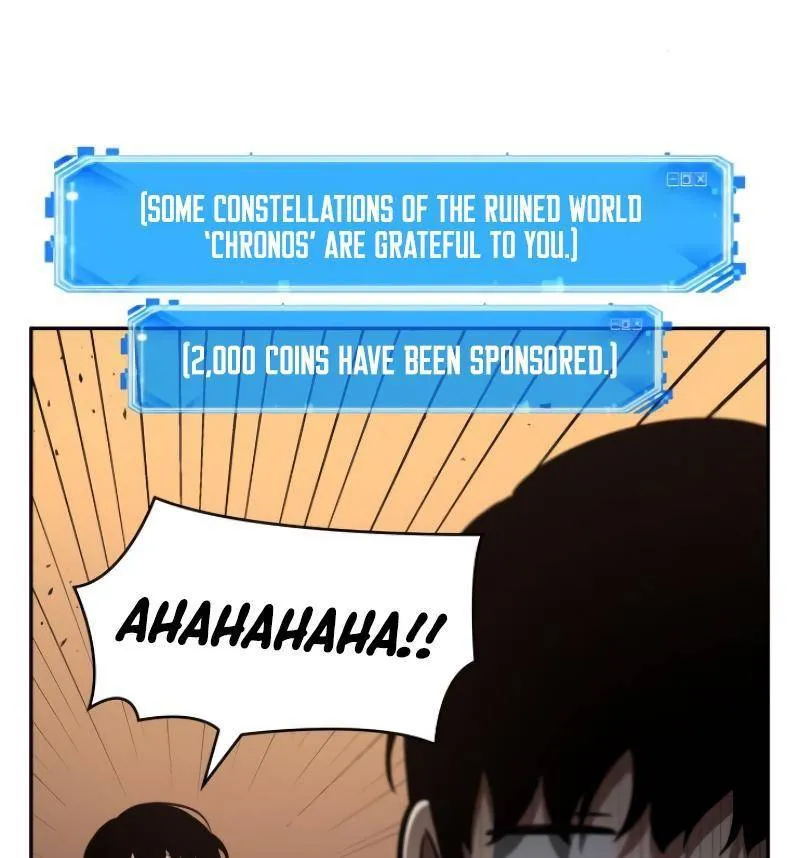 [SOME CONSTELLATIONS OF THE RUINED WORLD
‘CHRONOS’ ARE GRATEFUL TO YOU.]
[2,000 COINS HAVE BEEN SPONSORED.]
AHAHAHAHA!!